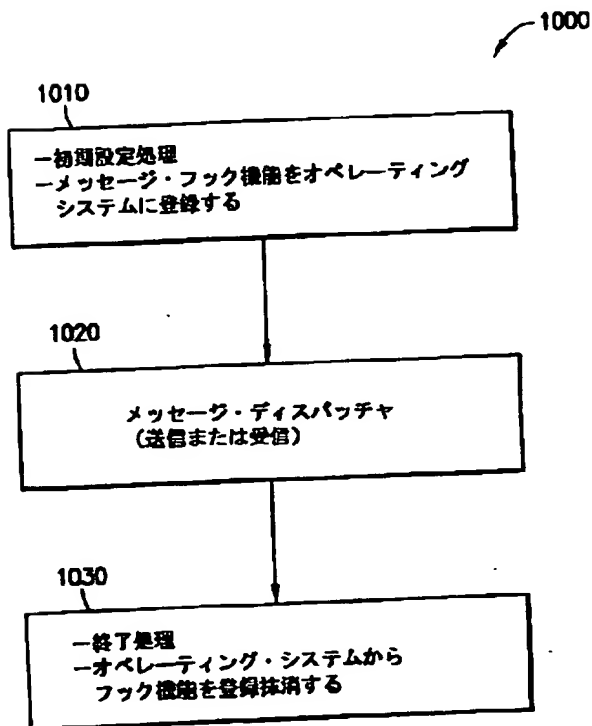 1000
1010
—初期設定処理
—メッセージ・フック機能をオペレーティング
システムに登録する
1020
メッセージ・ディスパッチャ
(送信または受信)
1030
—終了処理
—オペレーティング・システムから
フック機能を登録抹消する